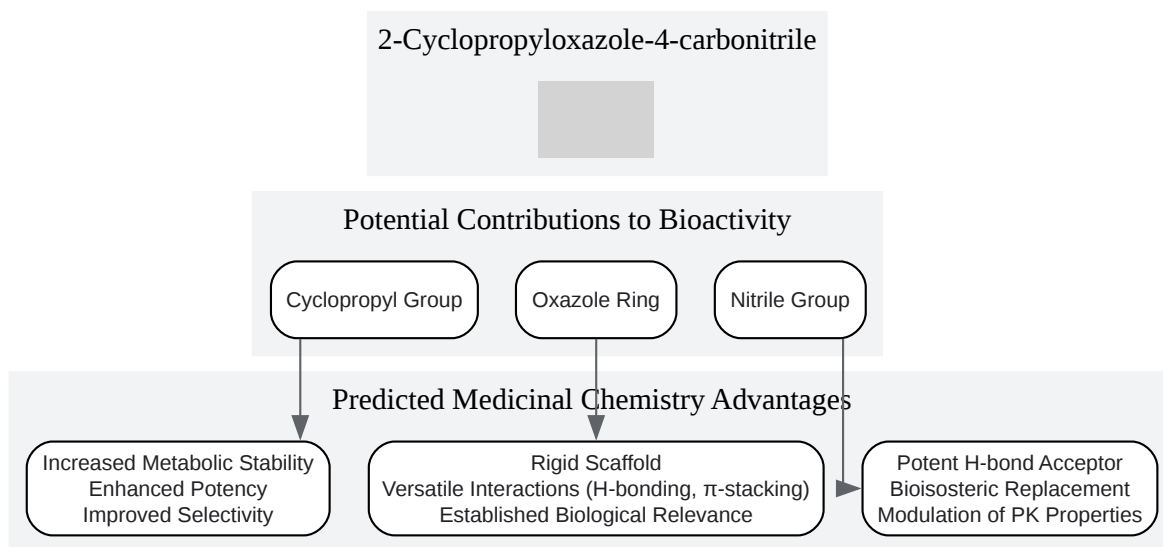 2-Cyclopropyloxazole-4-carbonitrile
Potential Contributions to Bioactivity
Cyclopropyl Group
Oxazole Ring
Nitrile Group
Predicted Medicinal Chemistry Advantages
Increased Metabolic Stability
Enhanced Potency
Improved Selectivity
Rigid Scaffold
Versatile Interactions (H-bonding, π-stacking)
Established Biological Relevance
Potent H-bond Acceptor
Bioisosteric Replacement
Modulation of PK Properties